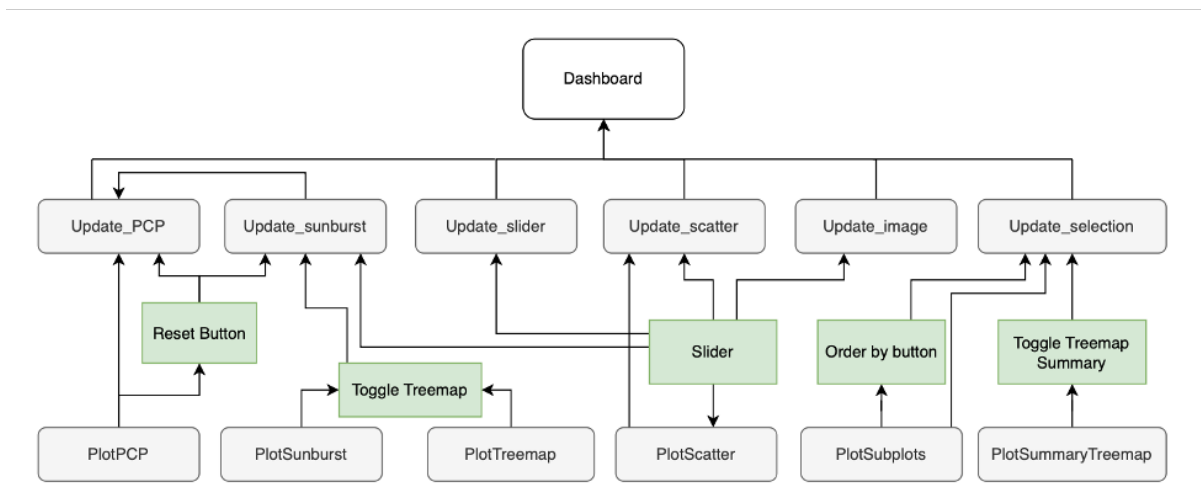 Dashboard
Update_PCP
Update_sunburst
Update_slider
Update_scatter
Update_image
Update_selection
Reset Button
Slider
Order by button
Toggle Treemap
Summary
Toggle Treemap
PlotPCP
PlotSunburst
PlotTreemap
PlotScatter
PlotSubplots
PlotSummaryTreemap